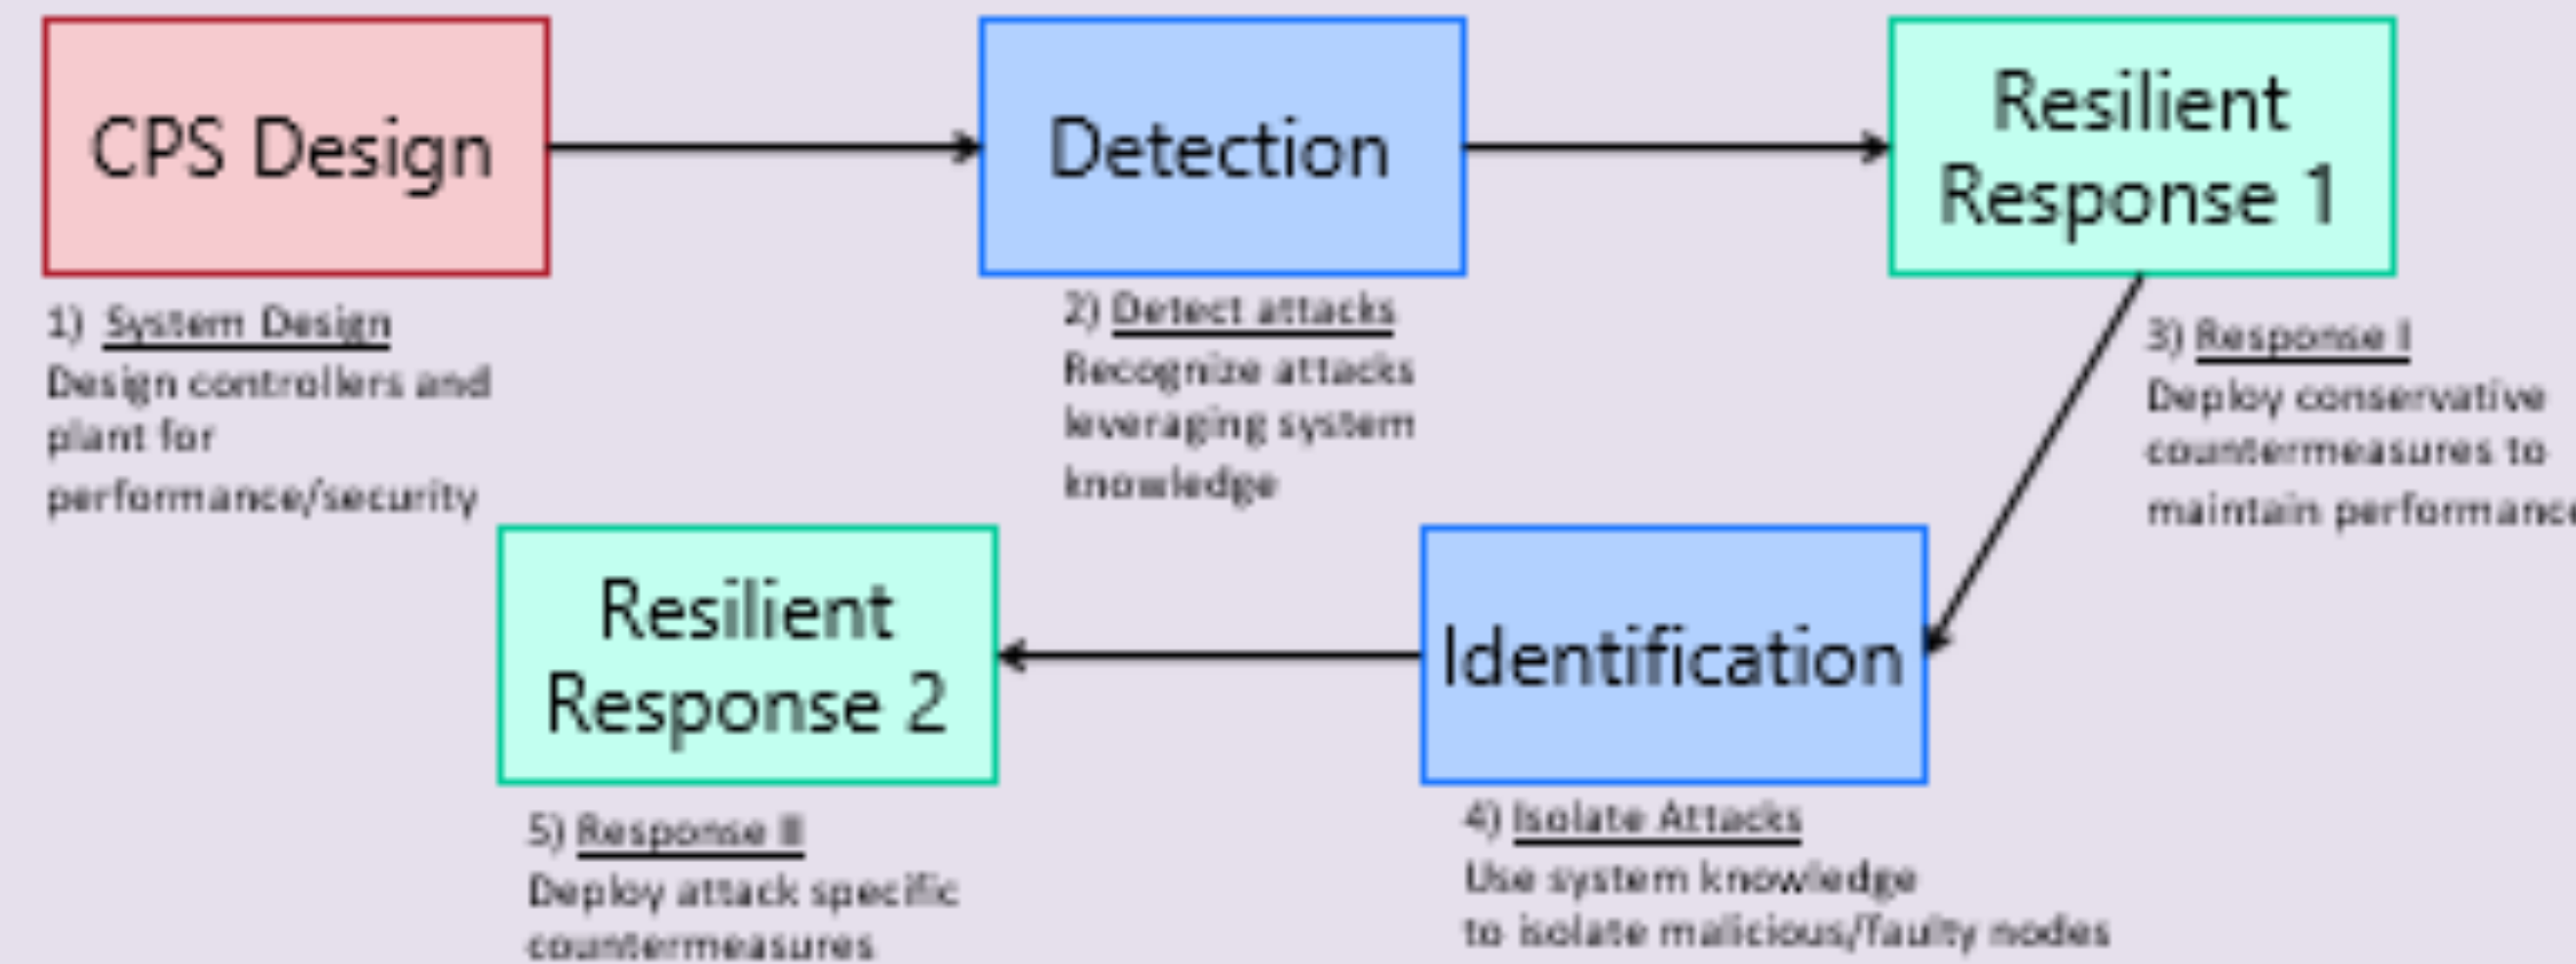 CPS Design
1) System Design
Design controllers and
plant for
performance/security
Detection
2) Detect attacks
Recognize attacks
leveraging system
knowledge
Resilient
Response 1
3) Response I
Deploy conservative
countermeasures to
maintain performance
Identification
4) Isolate Attacks
Use system knowledge
to isolate malicious/faulty nodes
Resilient
Response 2
5) Response II
Deploy attack specific
countermeasures